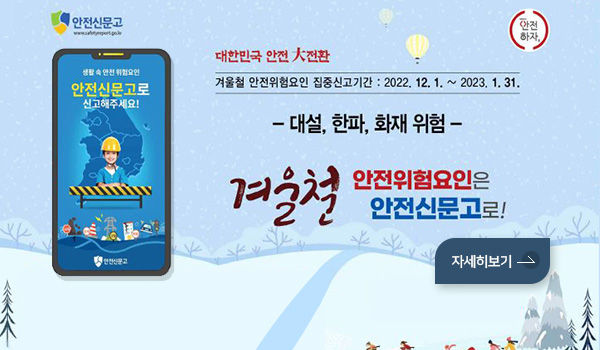 안전신문고
www.safetyreport.go.kr
안전
하자.
생활 속 안전 위험요인
안전신문고로
신고해주세요!
안전신문고
대한민국 안전 大전환
겨울철 안전위험요인 집중신고기간 : 2022. 12. 1. ~ 2023. 1. 31.
– 대설, 한파, 화재 위험 –
겨울철 안전위험요인은
안전신문고로!
자세히보기